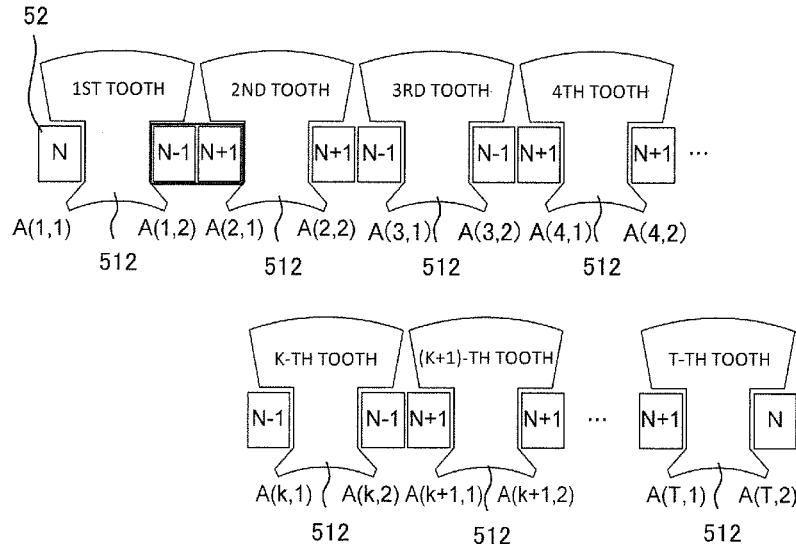 52
1ST TOOTH 2ND TOOTH 3RD TOOTH 4TH TOOTH
N N-1 N+1 N+1 N-1 N-1 N+1 N+1 ...
A(1,1) A(1,2) A(2,1) A(2,2) A(3,1) A(3,2) A(4,1) A(4,2)
512 512 512 512
K-TH TOOTH (K+1)-TH TOOTH T-TH TOOTH
N-1 N-1 N+1 N+1 ... N+1 N
A(k,1) A(k,2) A(k+1,1) A(k+1,2) A(T,1) A(T,2)
512 512 512